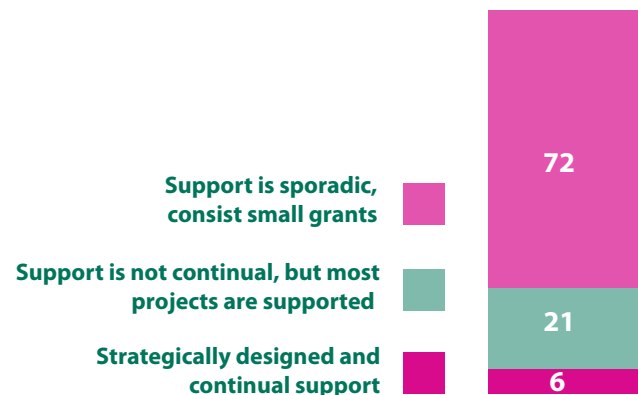 72
Support is sporadic,
consist small grants
Support is not continual, but most
projects are supported
21
Strategically designed and
continual support
6